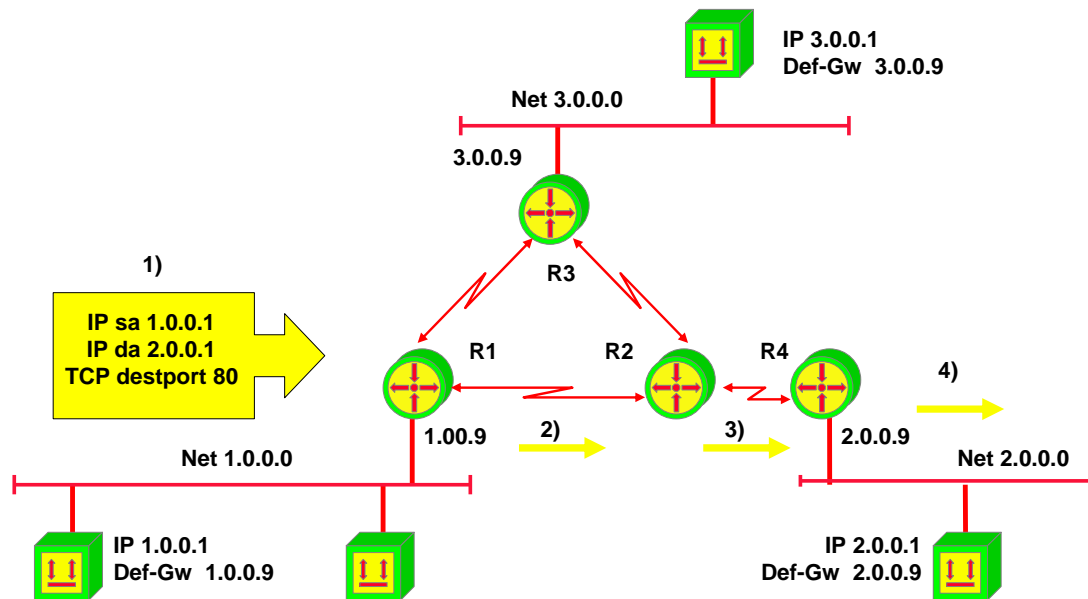 IP 3.0.0.1
Def-Gw 3.0.0.9
Net 3.0.0.0
3.0.0.9
R3
1)
IP sa 1.0.0.1
IP da 2.0.0.1
TCP destport 80
R1
R2
R4
4)
1.00.9
2)
3)
2.0.0.9
Net 1.0.0.0
Net 2.0.0.0
IP 1.0.0.1
Def-Gw 1.0.0.9
IP 2.0.0.1
Def-Gw 2.0.0.9